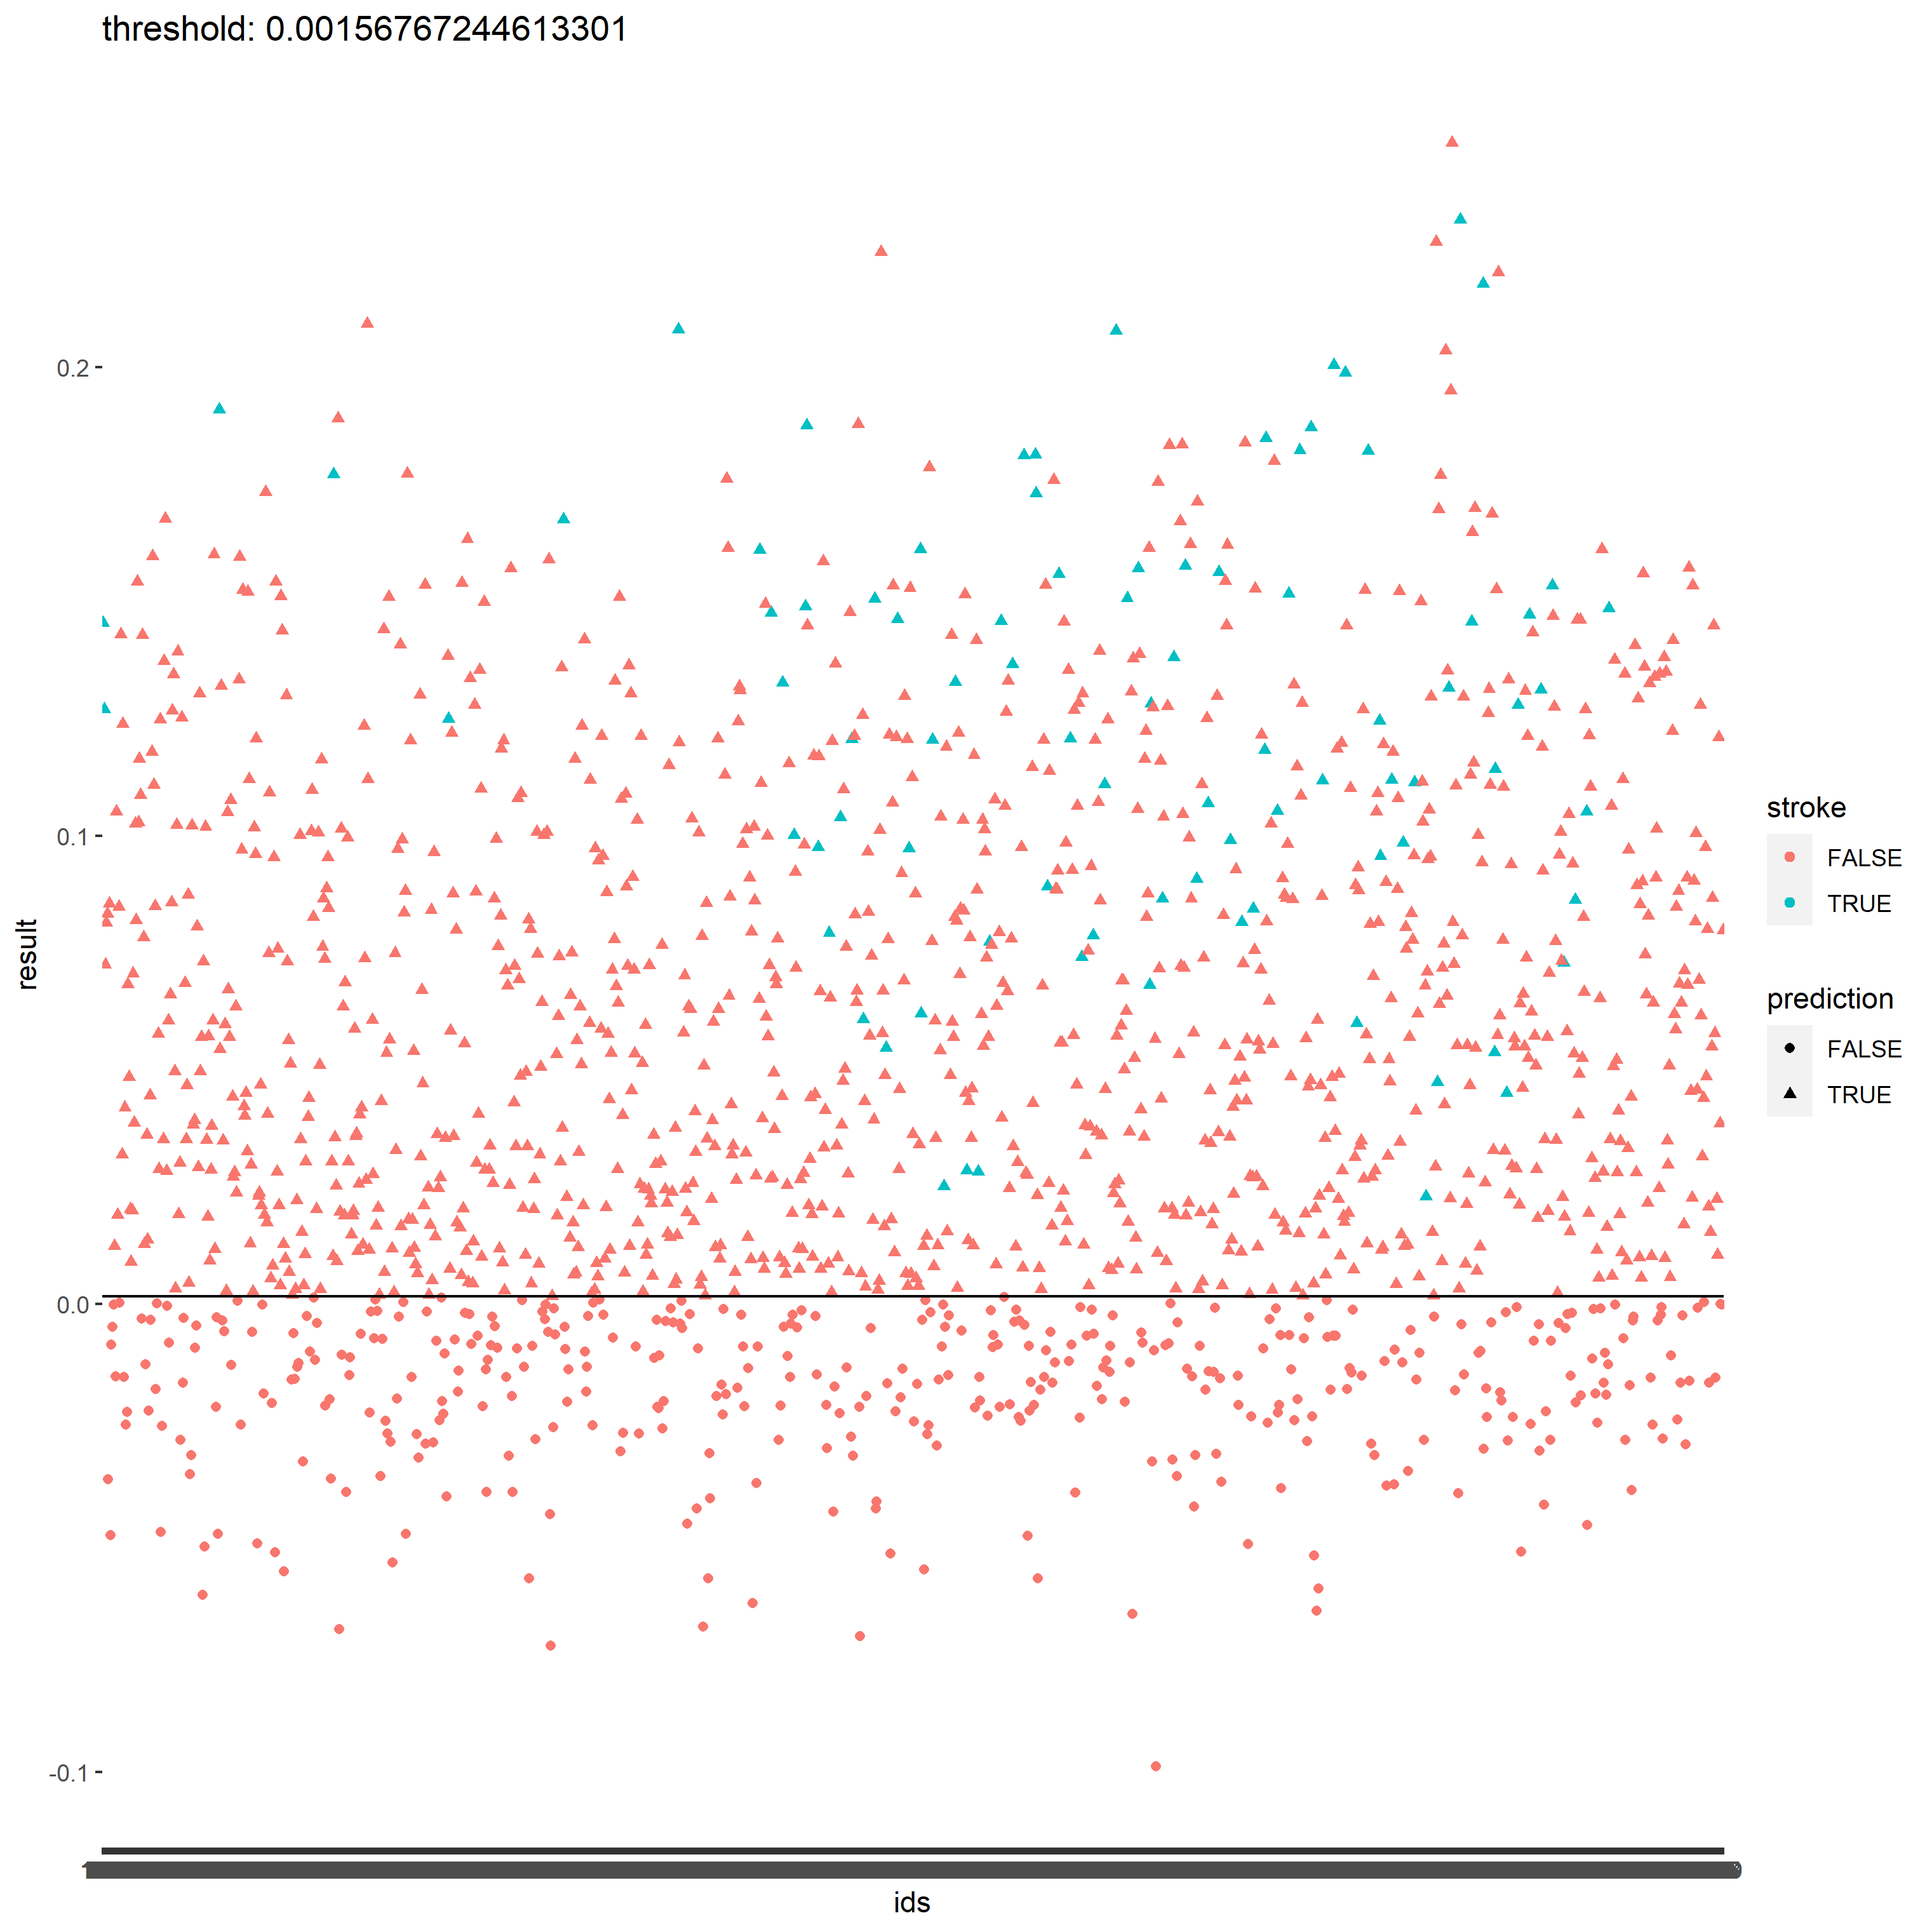 threshold: 0.00156767244613301
0.2
0.1
0.0
-0.1
result
ids
stroke
FALSE
TRUE
prediction
FALSE
TRUE